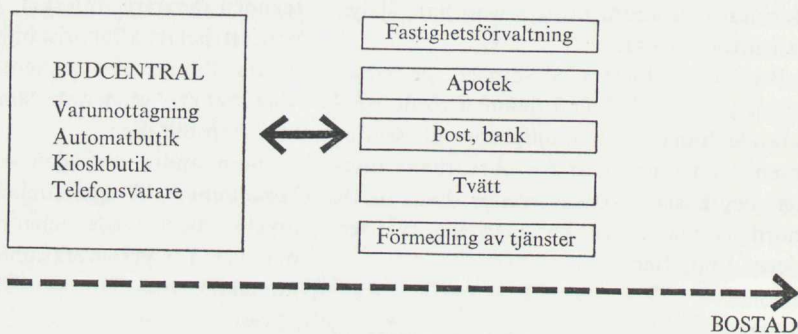 BUDCENTRAL
Varumottagning
Automatbutik
Kioskbutik
Telefonsvarare
Fastighetsförvaltning
Apotek
Post, bank
Tvätt
Förmedling av tjänster
BOSTAD